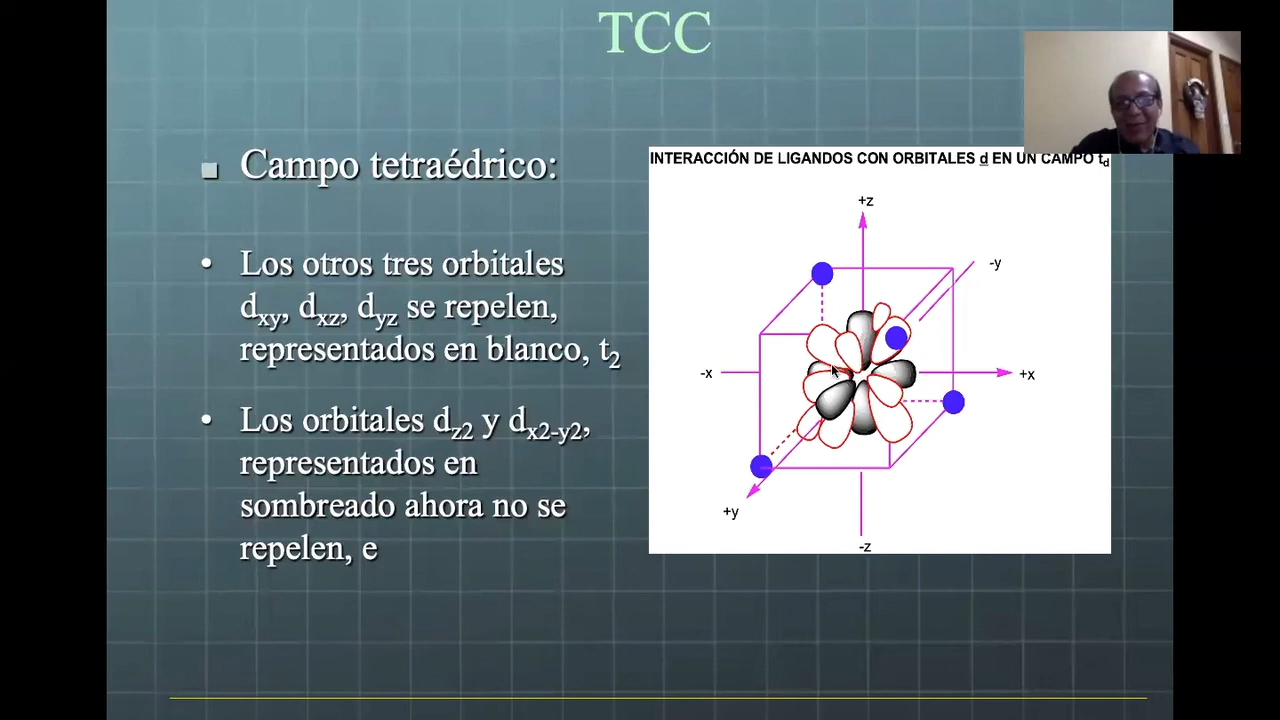 TCC
Campo tetraédrico:
Los otros tres orbitales
dxy, dxz, dyz se repelen,
representados en blanco, t2
Los orbitales dz2 y dx2-y2,
representados en
sombreado ahora no se
repelen, e
INTERACCIÓN DE LIGANDOS CON ORBITALES d EN UN CAMPO td
+z
-y
-x
+x
+y
-z